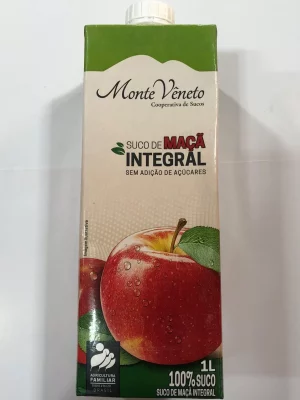 Monte Vêneto
Cooperativa de Sucos
SUCO DE MAÇÃ
INTEGRAL
SEM ADIÇÃO DE AÇÚCARES
Imagem ilustrativa
AGRICULTURA
FAMILIAR
BRASIL
1L
100% SUCO
SUCO DE MAÇÃ INTEGRAL